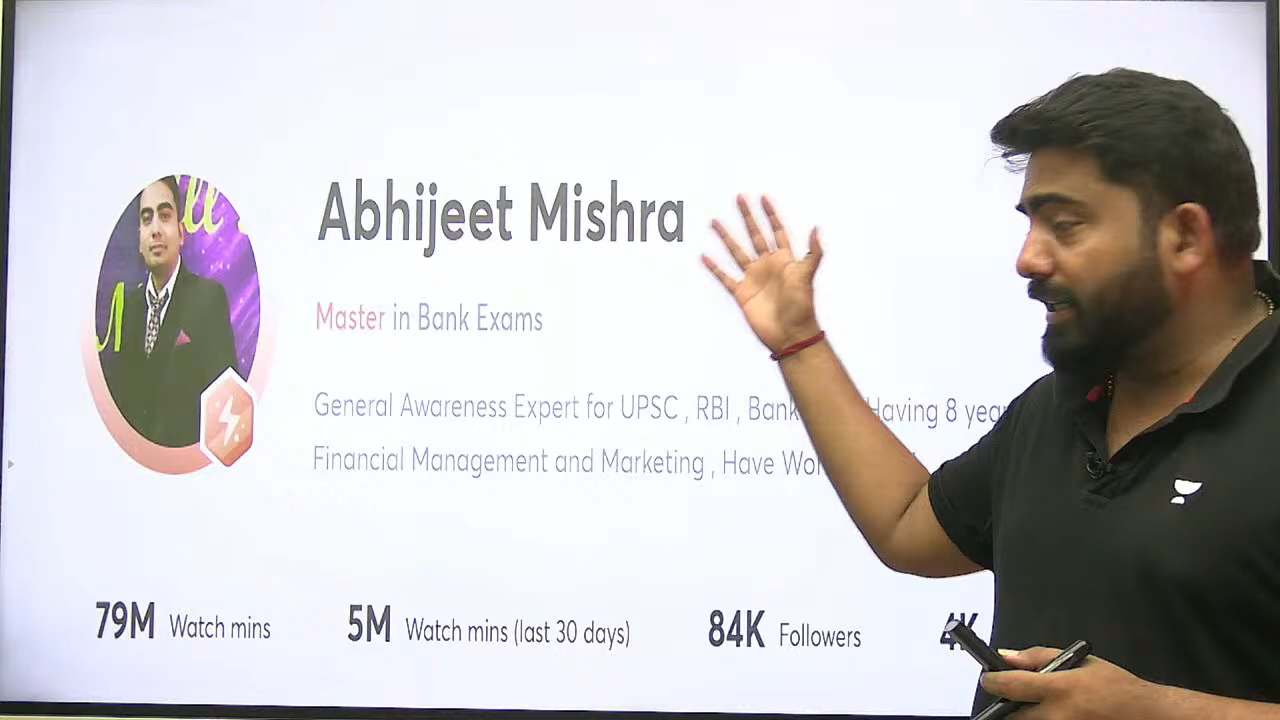 Abhijeet Mishra
Master in Bank Exams
General Awareness Expert for UPSC , RBI , Bank Having 8
Financial Management and Marketing , Have
79M Watch mins
5M Watch mins (last 30 days)
84K Followers
4K